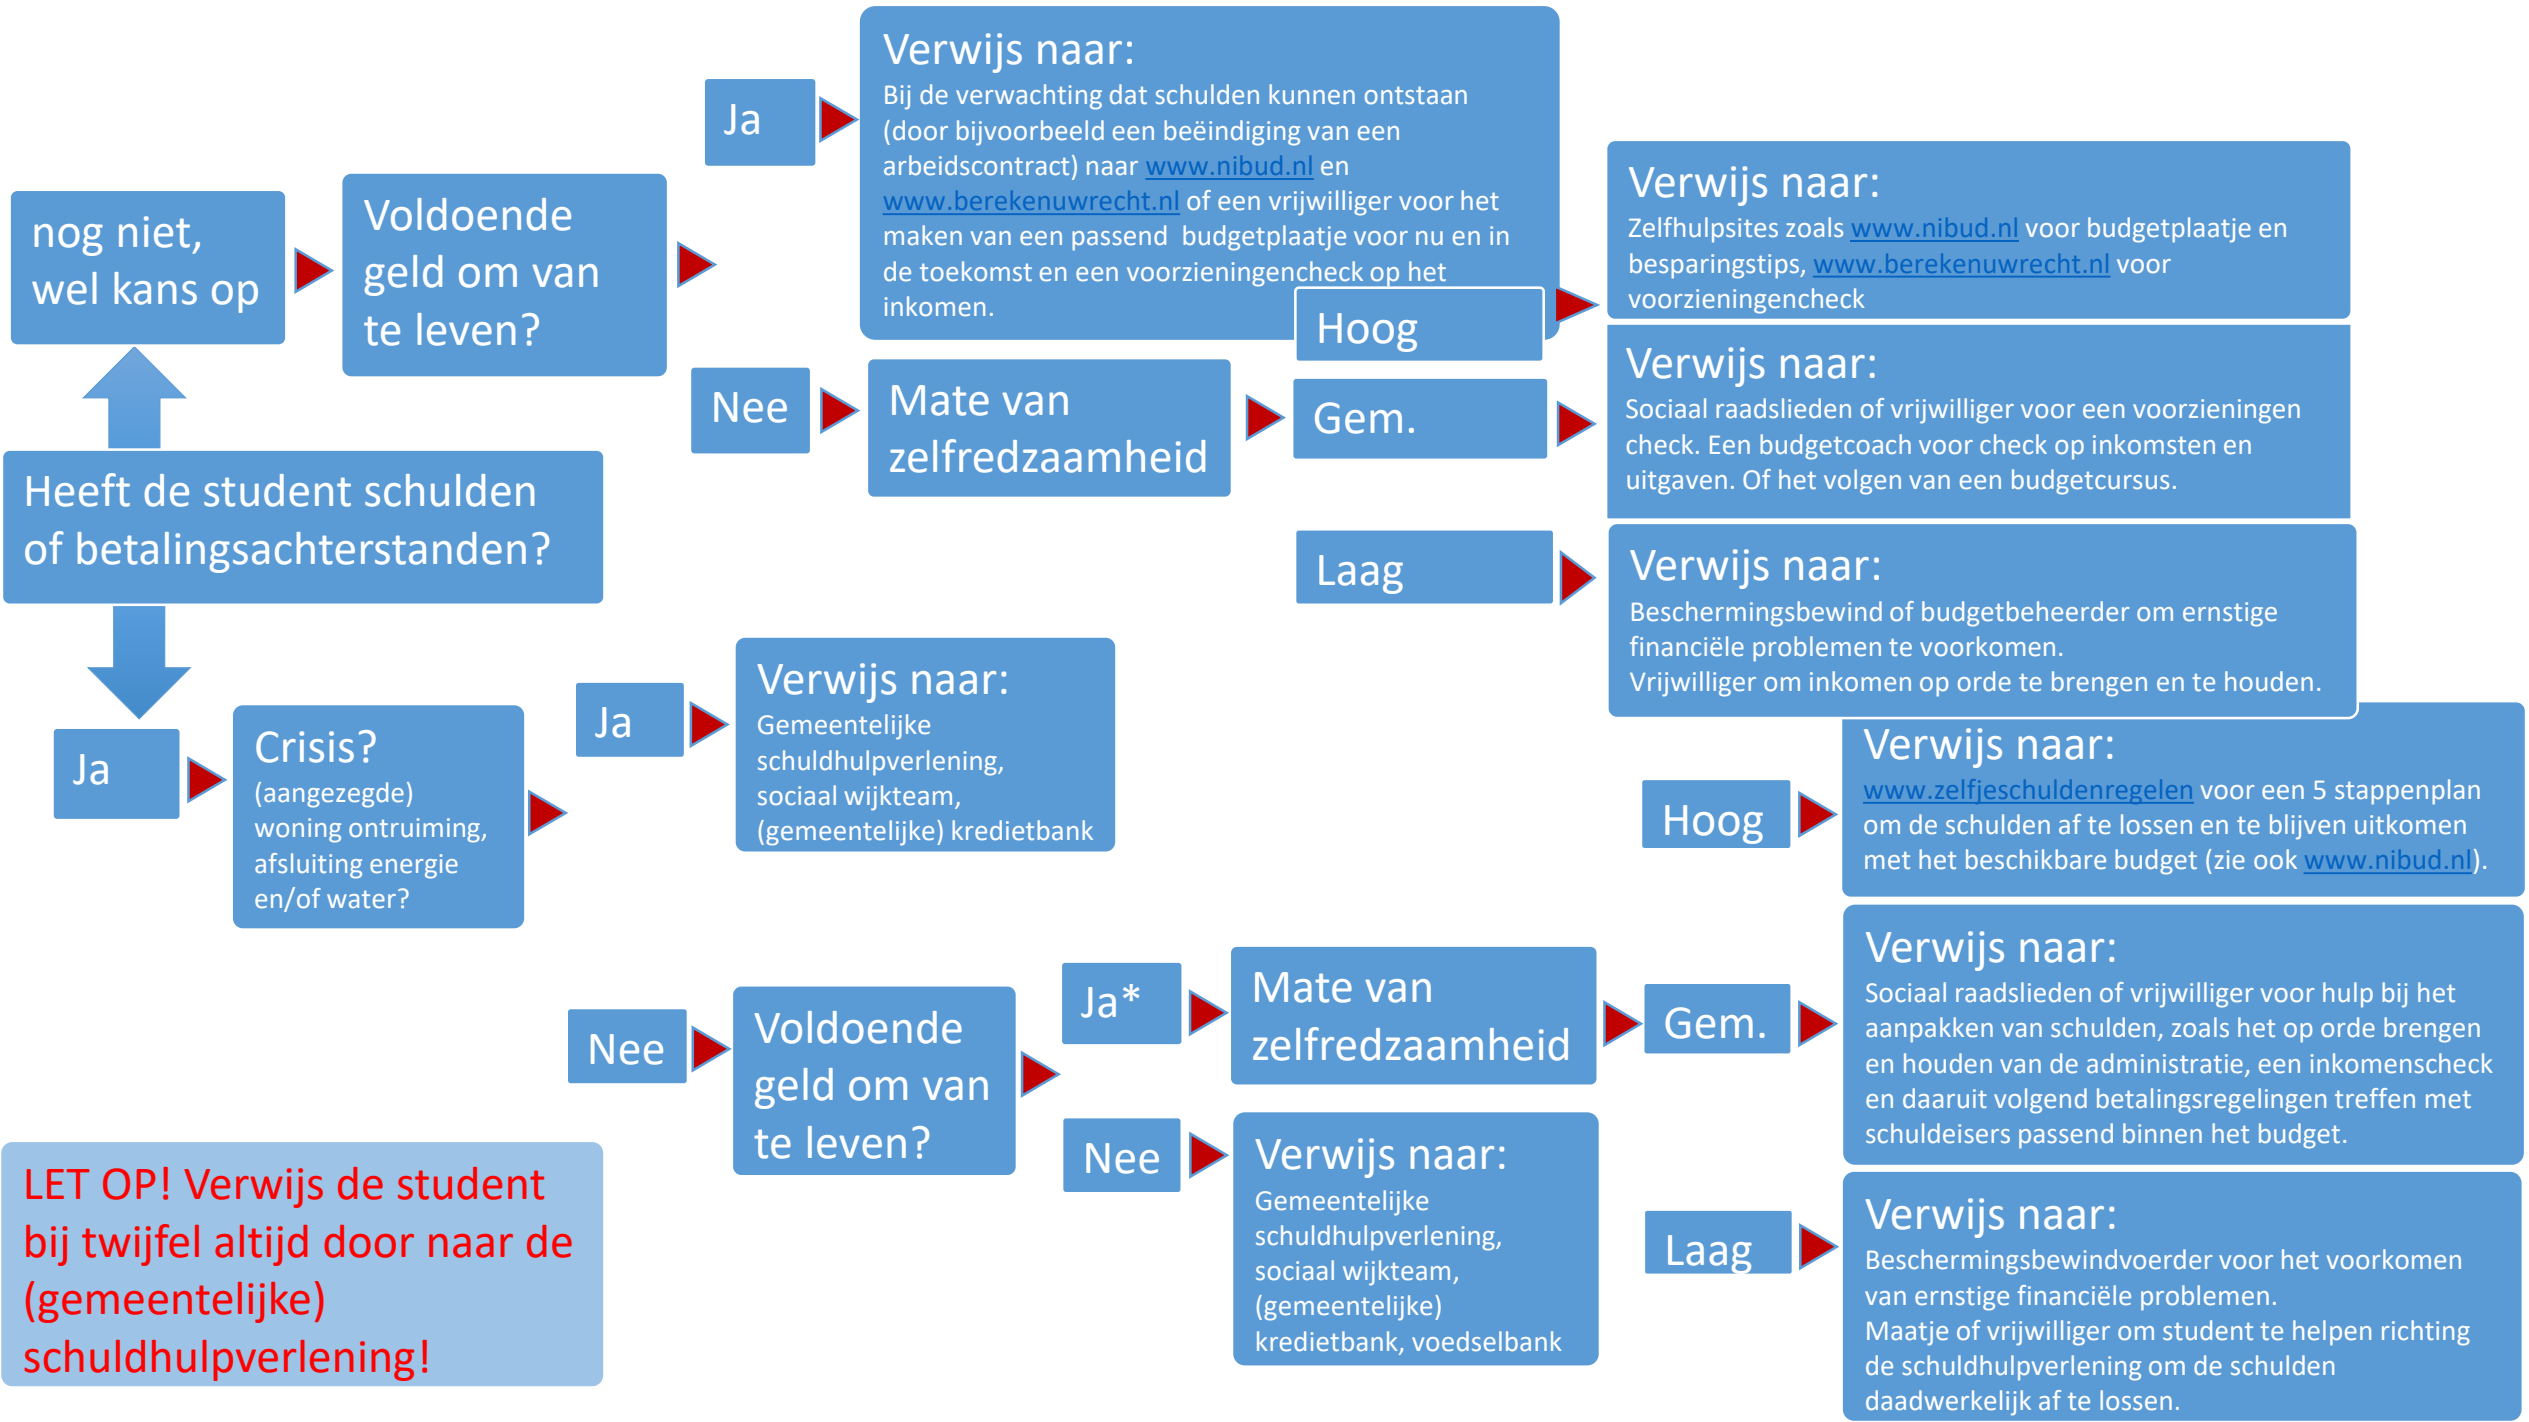 Heeft de student schulden
of betalingsachterstanden?
nog niet,
wel kans op
Voldoende
geld om van
te leven?
Ja
Verwijs naar:
Bij de verwachting dat schulden kunnen ontstaan
(door bijvoorbeeld een beëindiging van een
arbeidscontract) naar www.nibud.nl en
www.berekenuwrecht.nl of een vrijwilliger voor het
maken van een passend budgetplaatje voor nu en in
de toekomst en een voorzieningencheck op het
inkomen.
Nee
Mate van
zelfredzaamheid
Hoog
Verwijs naar:
Zelfhulpsites zoals www.nibud.nl voor budgetplaatje en
besparingstips, www.berekenuwrecht.nl voor
voorzieningencheck
Gem.
Verwijs naar:
Sociaal raadslieden of vrijwilliger voor een voorzieningen
check. Een budgetcoach voor check op inkomsten en
uitgaven. Of het volgen van een budgetcursus.
Laag
Verwijs naar:
Beschermingsbewind of budgetbeheerder om ernstige
financiële problemen te voorkomen.
Vrijwilliger om inkomen op orde te brengen en te houden.
Ja
Crisis?
(aangezegde)
woning ontruiming,
afsluiting energie
en/of water?
Ja
Verwijs naar:
Gemeentelijke
schuldhulpverlening,
sociaal wijkteam,
(gemeentelijke) kredietbank
Nee
Voldoende
geld om van
te leven?
Ja*
Mate van
zelfredzaamheid
Hoog
Verwijs naar:
www.zelfjeschuldenregelen voor een 5 stappenplan
om de schulden af te lossen en te blijven uitkomen
met het beschikbare budget (zie ook www.nibud.nl).
Gem.
Verwijs naar:
Sociaal raadslieden of vrijwilliger voor hulp bij het
aanpakken van schulden, zoals het op orde brengen
en houden van de administratie, een inkomenscheck
en daaruit volgend betalingsregelingen treffen met
schuldeisers passend binnen het budget.
Laag
Verwijs naar:
Beschermingsbewindvoerder voor het voorkomen
van ernstige financiële problemen.
Maatje of vrijwilliger om student te helpen richting
de schuldhulpverlening om de schulden
daadwerkelijk af te lossen.
Nee
Verwijs naar:
Gemeentelijke
schuldhulpverlening,
sociaal wijkteam,
(gemeentelijke)
kredietbank, voedselbank
LET OP! Verwijs de student
bij twijfel altijd door naar de
(gemeentelijke)
schuldhulpverlening!